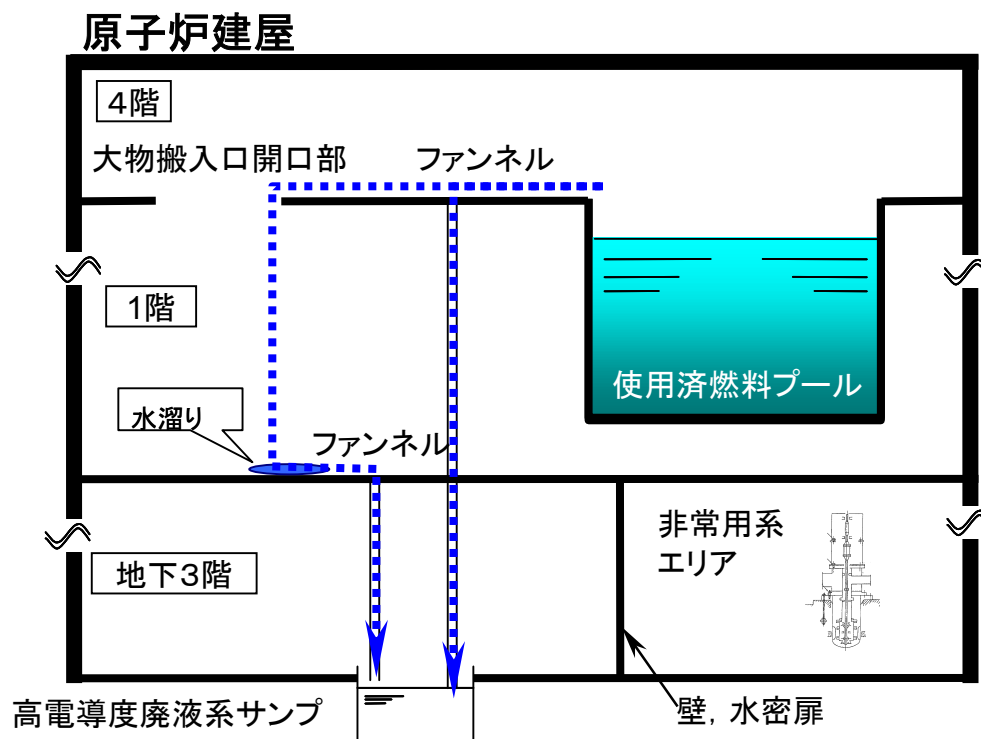 原子炉建屋
4階
大物搬入口開口部
ファンネル
1階
使用済燃料プール
水溜り
ファンネル
非常用系
エリア
地下3階
高電導度廃液系サンプ
壁，水密扉